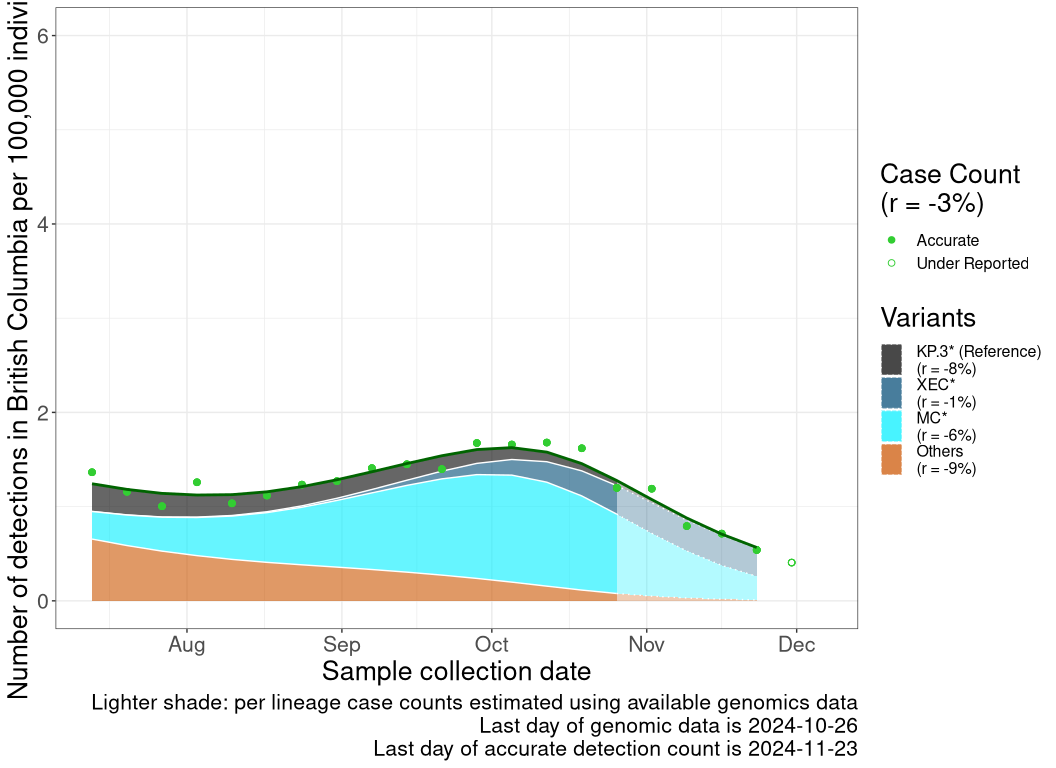 Number of detections in British Columbia per 100,000
6
4
2
0
Aug Sep Oct Nov Dec
Sample collection date
Lighter shade: per lineage case counts estimated using available genomics data
Last day of genomic data is 2024-10-26
Last day of accurate detection count is 2024-11-23
Case Count
(r = -3%)
Accurate
Under Reported
Variants
KP.3* (Reference)
(r = -8%)
XEC*
(r = -1%)
MC*
(r = -6%)
Others
(r = -9%)